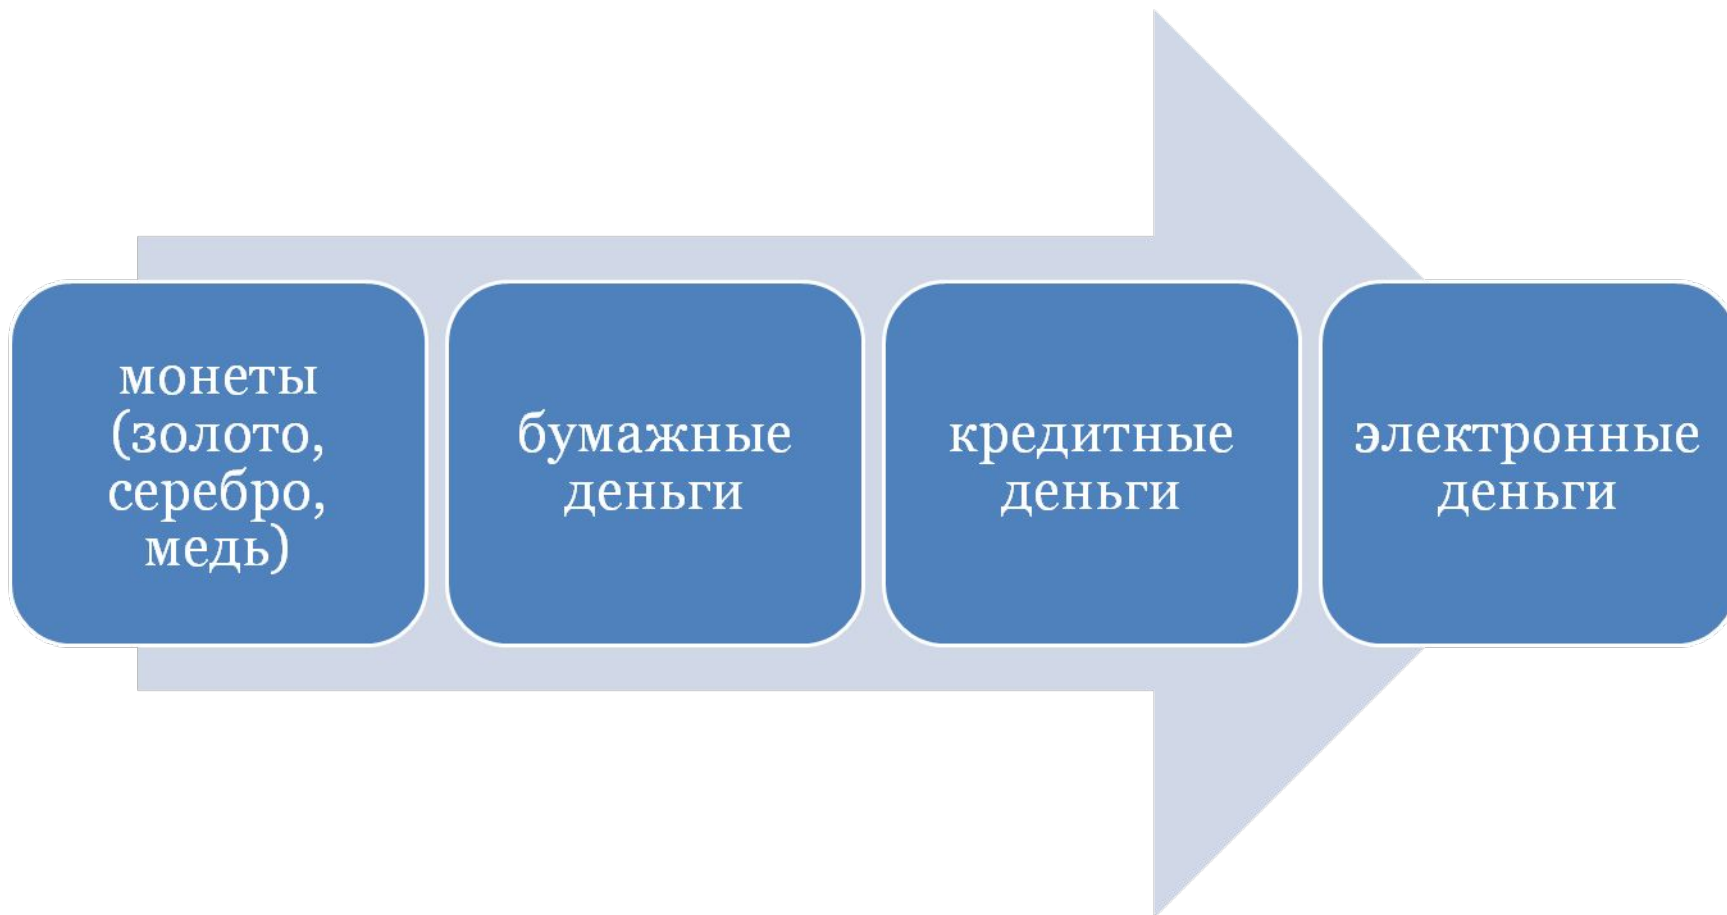 монеты
(золото,
серебро,
медь)
бумажные
деньги
кредитные
деньги
электронные
деньги